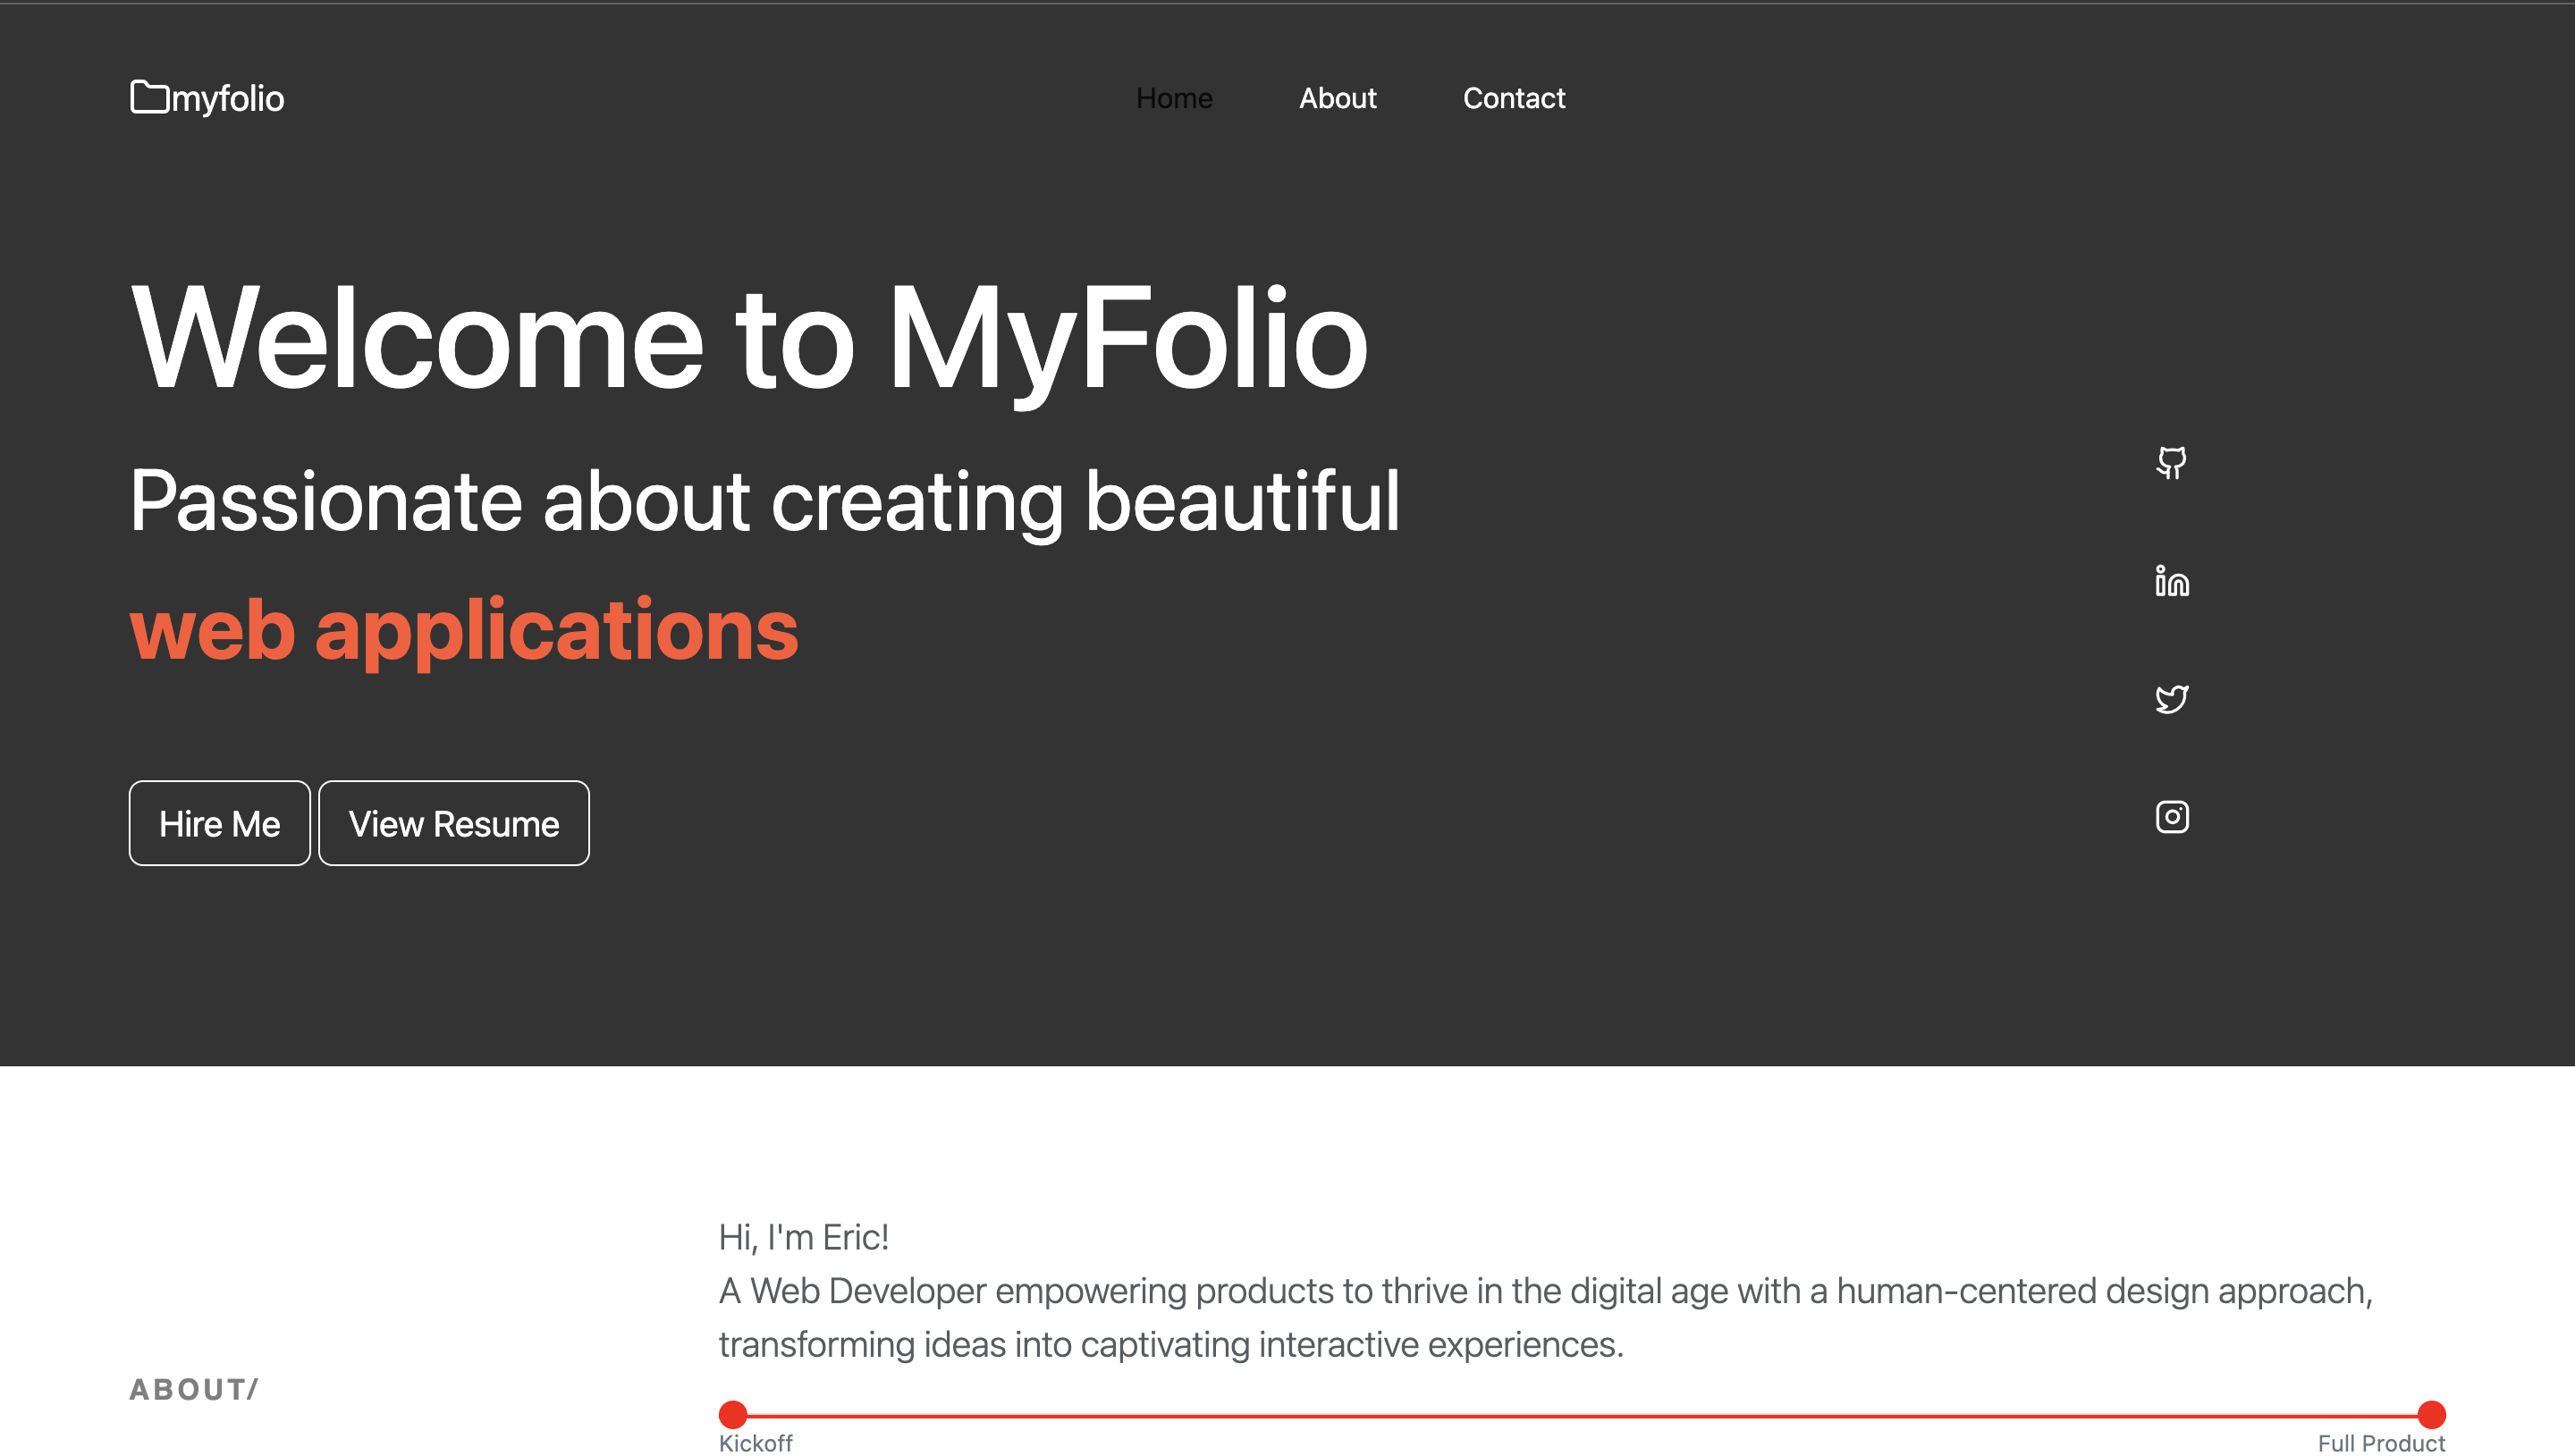 myfolio
Home About Contact
Welcome to MyFolio
Passionate about creating beautiful
web applications
Hire Me View Resume
Hi, I'm Eric!
A Web Developer empowering products to thrive in the digital age with a human-centered design approach,
transforming ideas into captivating interactive experiences.
ABOUT/
Kickoff Full Product